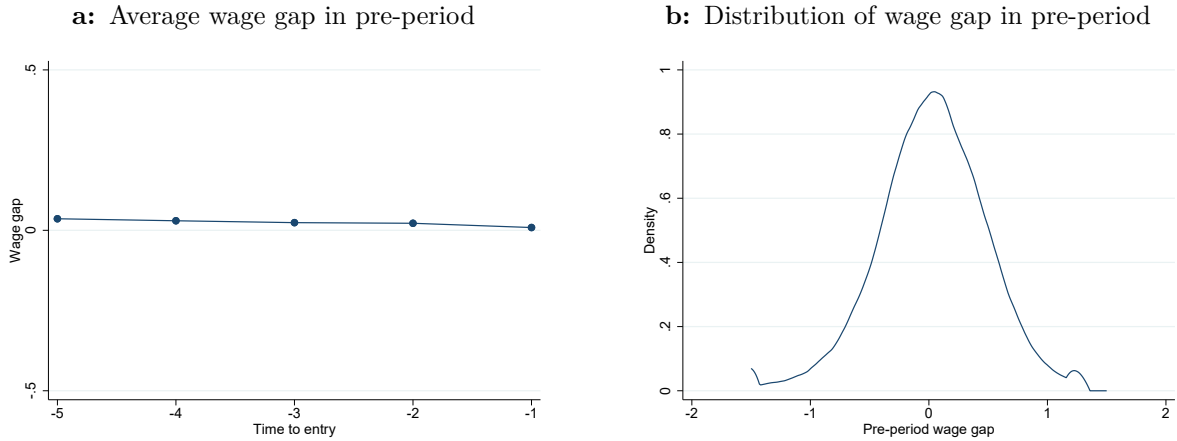 a: Average wage gap in pre-period
.5
0
-.5
Wage gap
-5 -4 -3 -2 -1
Time to entry
b: Distribution of wage gap in pre-period
1
.8
.6
.4
.2
0
Density
-2 -1 0 1 2
Pre-period wage gap